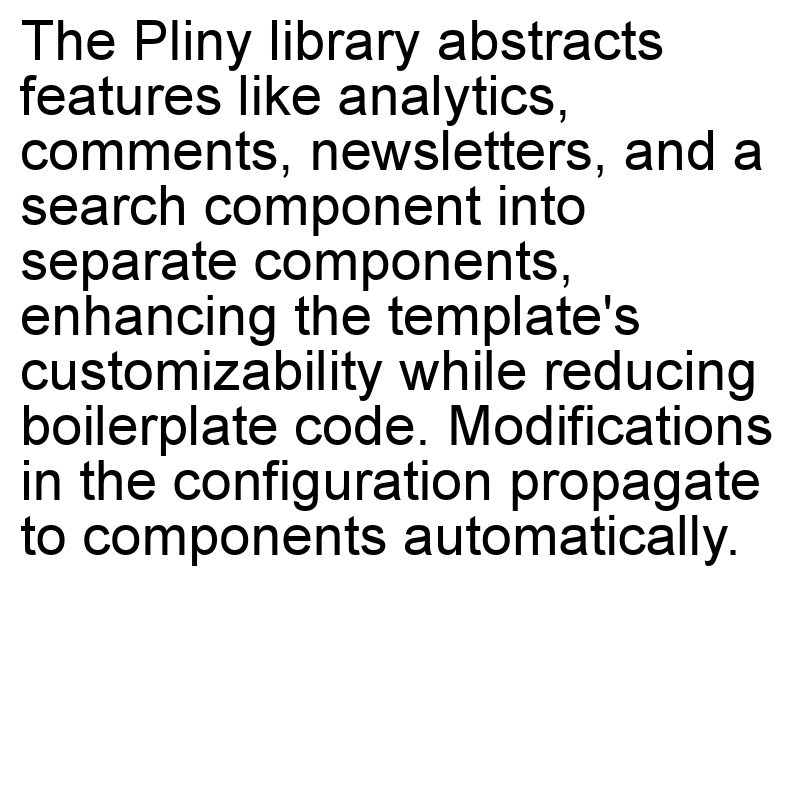 The Pliny library abstracts
features like analytics,
comments, newsletters, and a
search component into
separate components,
enhancing the template's
customizability while reducing
boilerplate code. Modifications
in the configuration propagate
to components automatically.